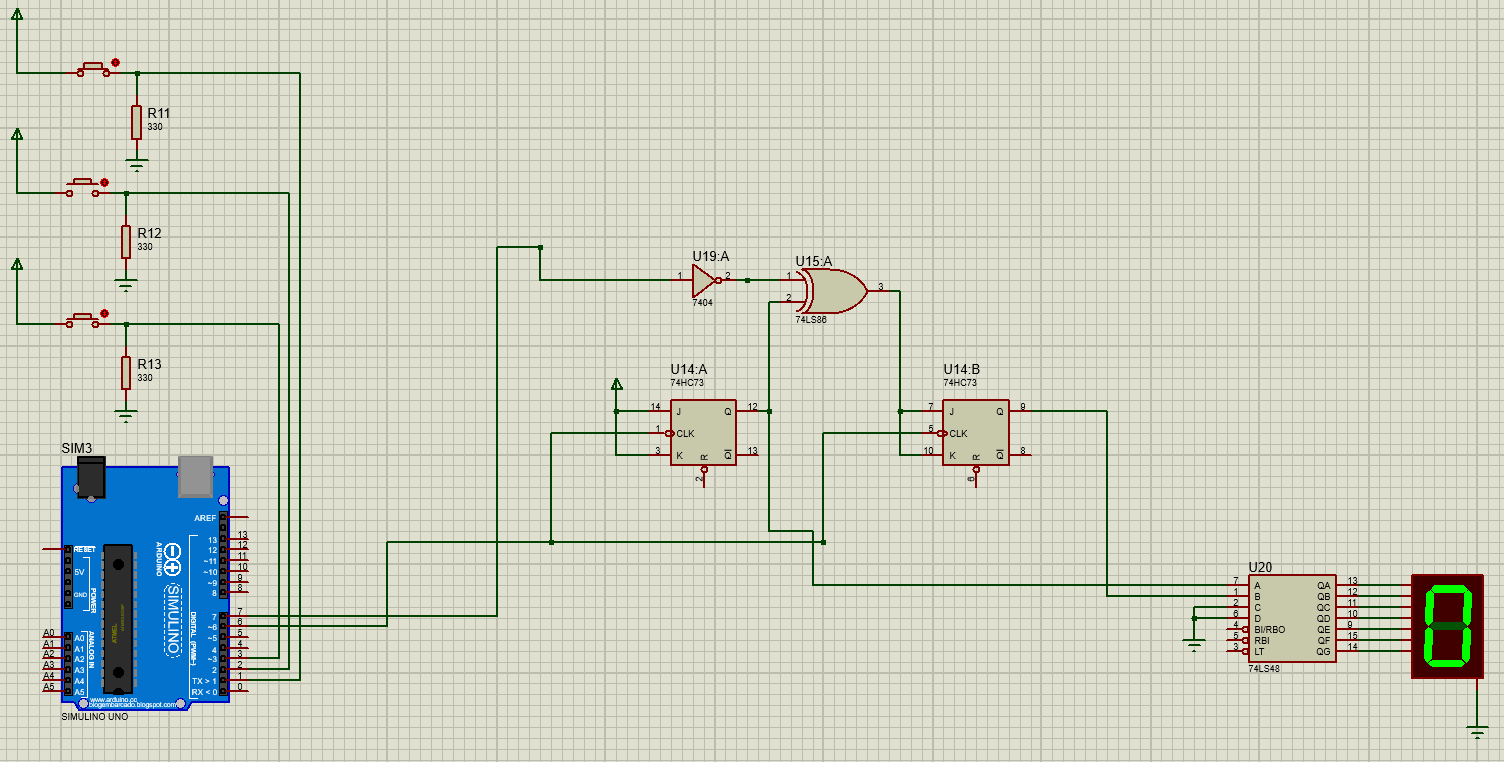 R11
330
R12
330
R13
330
U19:A
1
2
7404
U15:A
1
2
3
74LS86
U14:A
74HC73
14
J
Q
12
1
CLK
3
K
R
Q
13
2
U14:B
74HC73
7
J
Q
9
5
CLK
10
K
R
Q
8
6
SIM3
AREF
13
13
12
12
~11
11
~10
10
~9
9
8
8
RESET
5V
GND
POWER
ARDUINO
SIMULINO
ATMEL
DIGITAL (PWM~)
7
7
~6
6
~5
5
4
4
~3
3
2
2
TX > 1
1
RX < 0
0
ANALOG IN
A0
A0
A1
A1
A2
A2
A3
A3
A4
A4
A5
A5
www.arduino.cc
blogembarcado.blogspot.com
SIMULINO UNO
U20
7
A
QA
13
1
B
QB
12
2
C
QC
11
6
D
QD
10
4
BI/RBO
QE
9
5
RBI
QF
15
3
LT
QG
14
74LS48
0